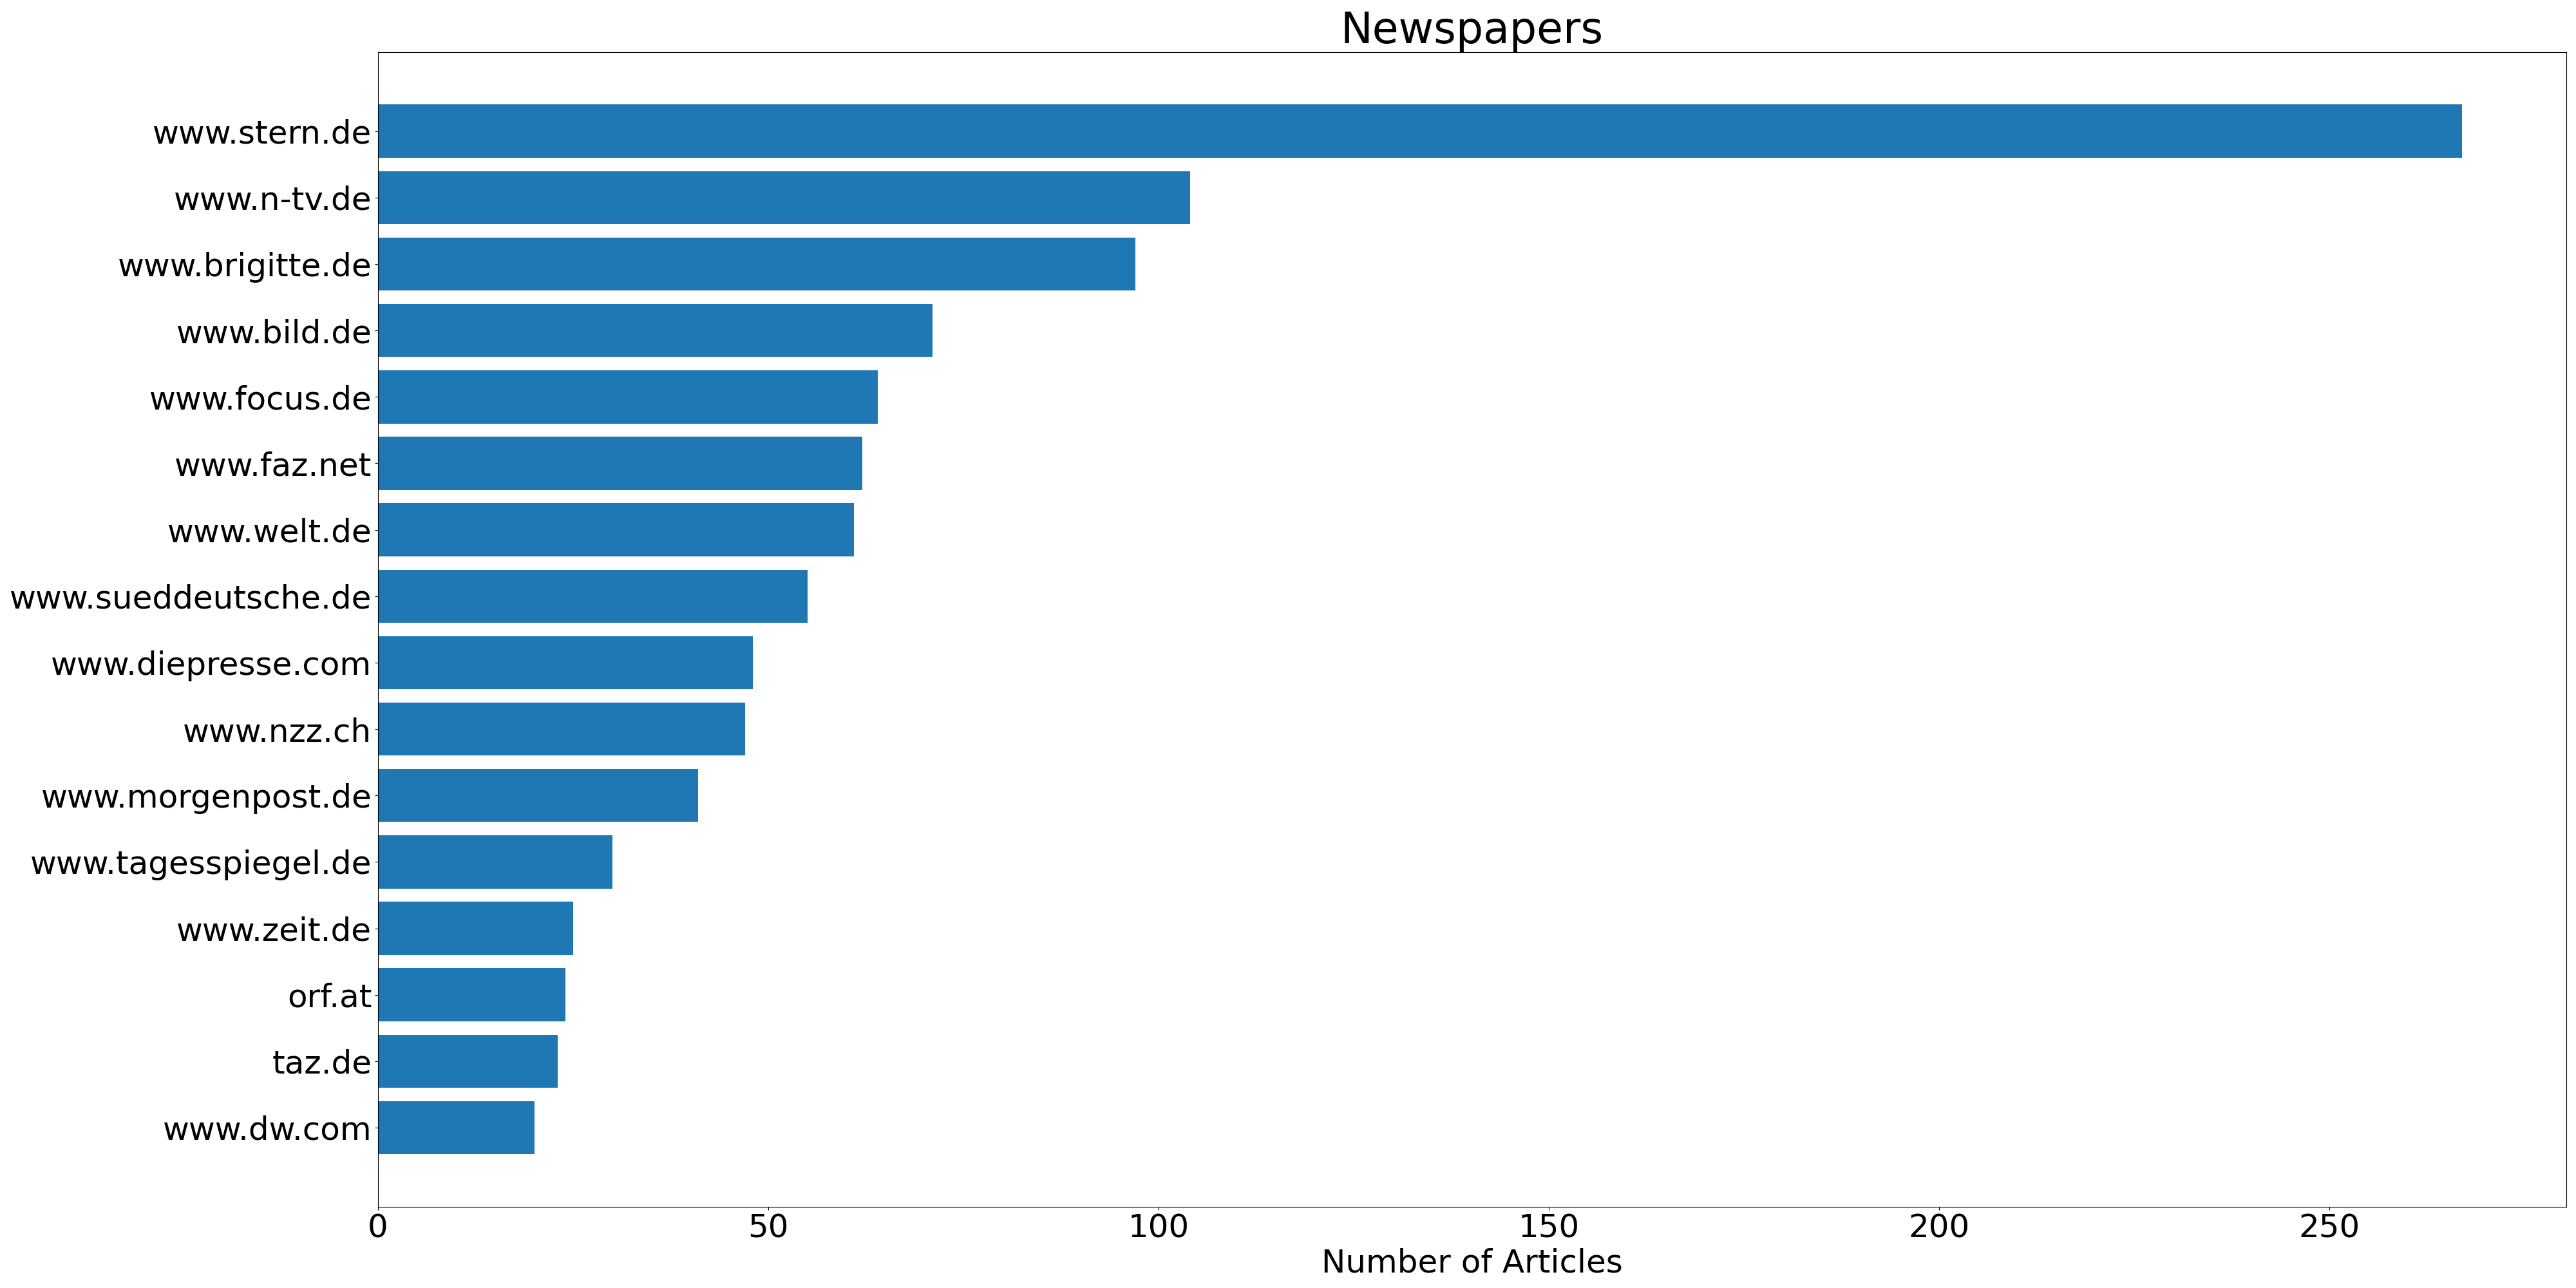 Newspapers
www.stern.de
www.n-tv.de
www.brigitte.de
www.bild.de
www.focus.de
www.faz.net
www.welt.de
www.sueddeutsche.de
www.diepresse.com
www.nzz.ch
www.morgenpost.de
www.tagesspiegel.de
www.zeit.de
orf.at
taz.de
www.dw.com
0 50 100 150 200 250
Number of Articles